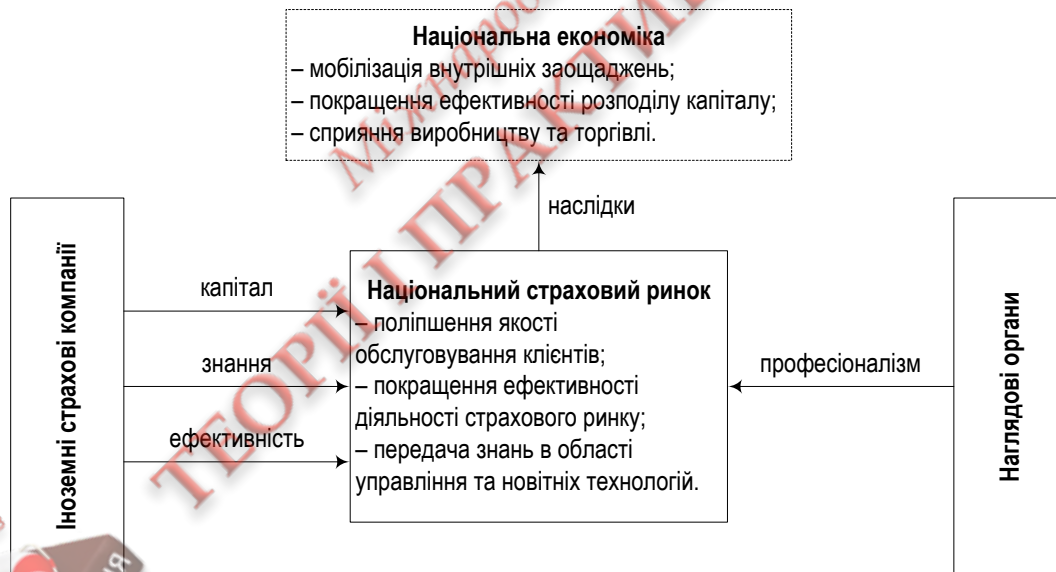 Національна економіка
– мобілізація внутрішніх заощаджень;
– покращення ефективності розподілу капіталу;
– сприяння виробництву та торгівлі.
наслідки
Іноземні страхові компанії
капітал
знання
ефективність
Національний страховий ринок
– поліпшення якості
обслуговування клієнтів;
– покращення ефективності
діяльності страхового ринку;
– передача знань в області
управління та новітніх технологій.
професіоналізм
Наглядові органи
ТЕОРІЇ І ПРАКТИК